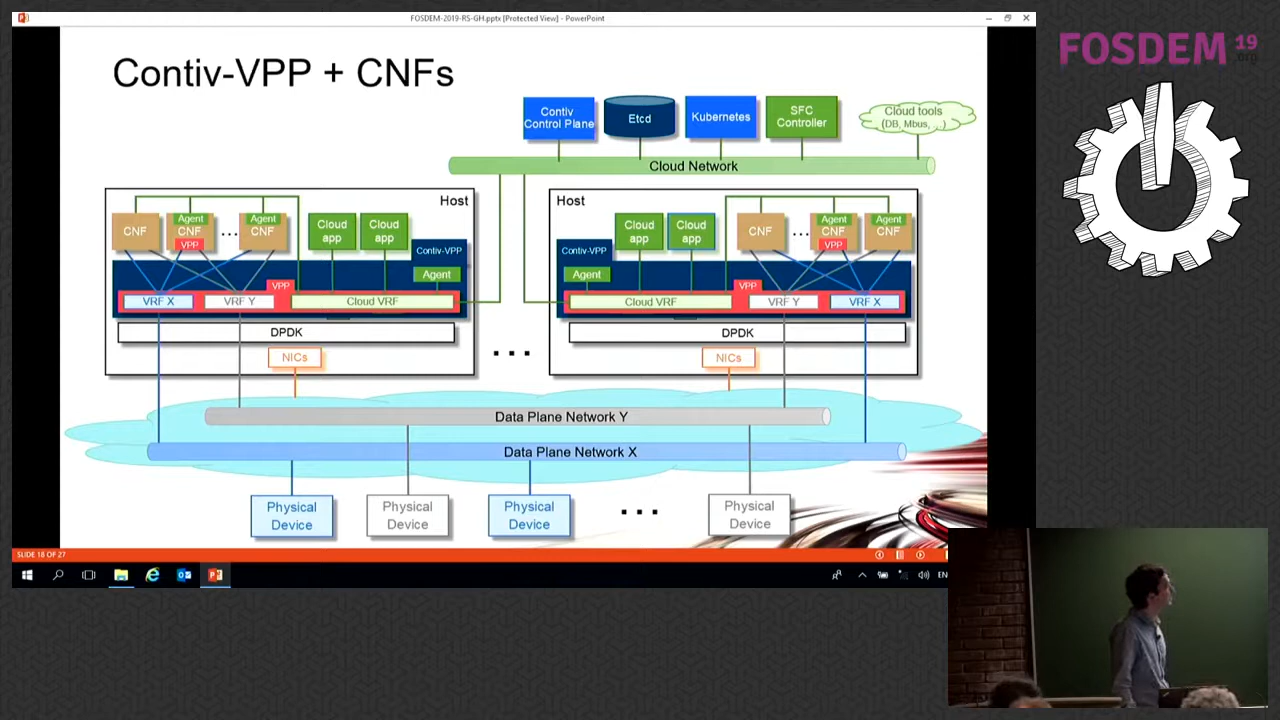 FOSDEM-2019-RS-GH.pptx [Protected View] - PowerPoint
FOSDEM 19
.org
Contiv-VPP + CNFs
Contiv
Control Plane
Etcd
Kubernetes
SFC
Controller
Cloud tools
(DB, Mbus, ...)
Cloud Network
Host
CNF
Agent
CNF
VPP
...
Agent
CNF
Cloud
app
Cloud
app
Contiv-VPP
Agent
VPP
VRF X
VRF Y
Cloud VRF
DPDK
NICs
...
Host
Contiv-VPP
Agent
Cloud
app
Cloud
app
CNF
...
Agent
CNF
VPP
Agent
CNF
VPP
Cloud VRF
VRF Y
VRF X
DPDK
NICs
Data Plane Network Y
Data Plane Network X
Physical
Device
Physical
Device
Physical
Device
...
Physical
Device
SLIDE 18 OF 27
EN